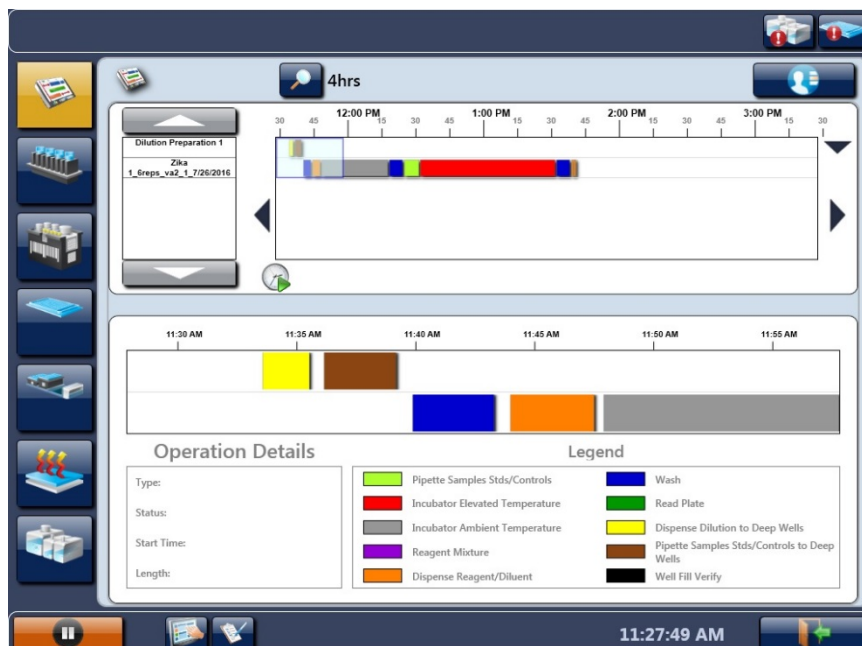 4hrs
12:00 PM 1:00 PM 2:00 PM 3:00 PM
30 45 15 30 45 15 30 45 15 30 45 15 30
Dilution Preparation 1
Zika
1_6reps_va2_1_7/26/2016
11:30 AM 11:35 AM 11:40 AM 11:45 AM 11:50 AM 11:55 AM
Operation Details
Type:
Status:
Start Time:
Length:
Legend
Pipette Samples Stds/Controls
Incubator Elevated Temperature
Incubator Ambient Temperature
Reagent Mixture
Dispense Reagent/Diluent
Wash
Read Plate
Dispense Dilution to Deep Wells
Pipette Samples Stds/Controls to Deep
Wells
Well Fill Verify
11:27:49 AM